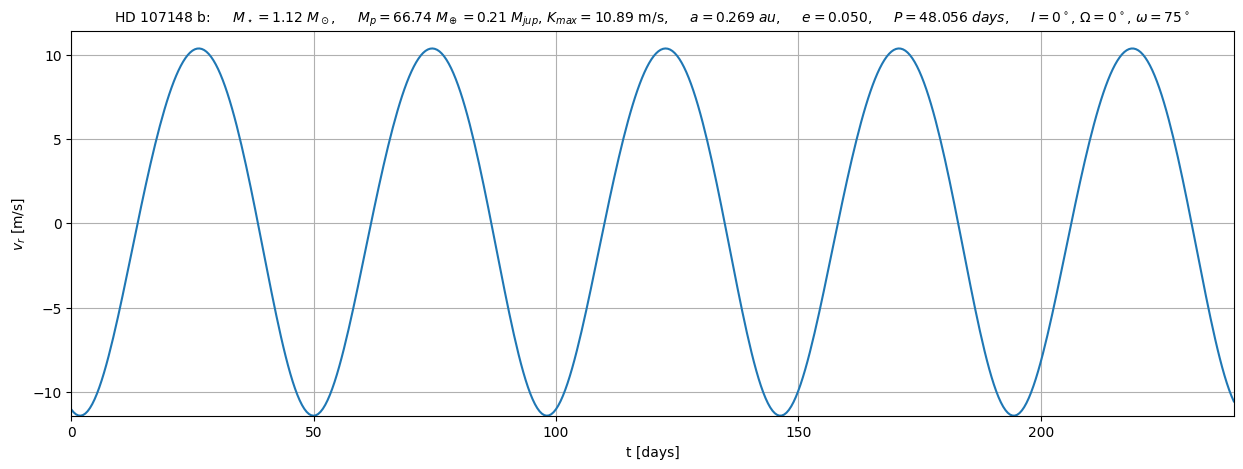 HD 107148 b: M⋆ = 1.12 M⊙, Mp = 66.74 M⊕ = 0.21 Mjup, Kmax = 10.89 m/s, a = 0.269 au, e = 0.050, P = 48.056 days, I = 0°, Ω = 0°, ω = 75°
10
5
0
−5
−10
vr [m/s]
0 50 100 150 200
t [days]